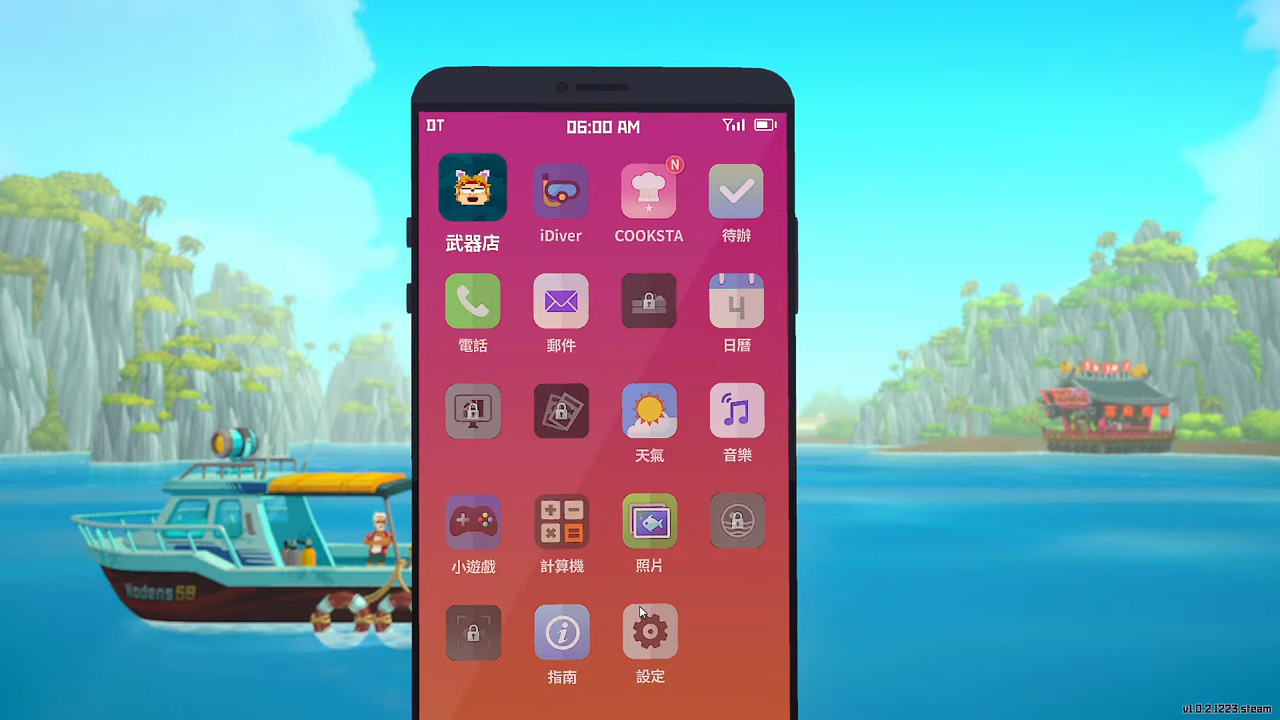 DT
06:00 AM
N
武器店
iDiver
COOKSTA
待辦
4
電話
郵件
日曆
天氣
音樂
小遊戲
計算機
照片
指南
設定
Nodens58
v1.0.2.1223.steam